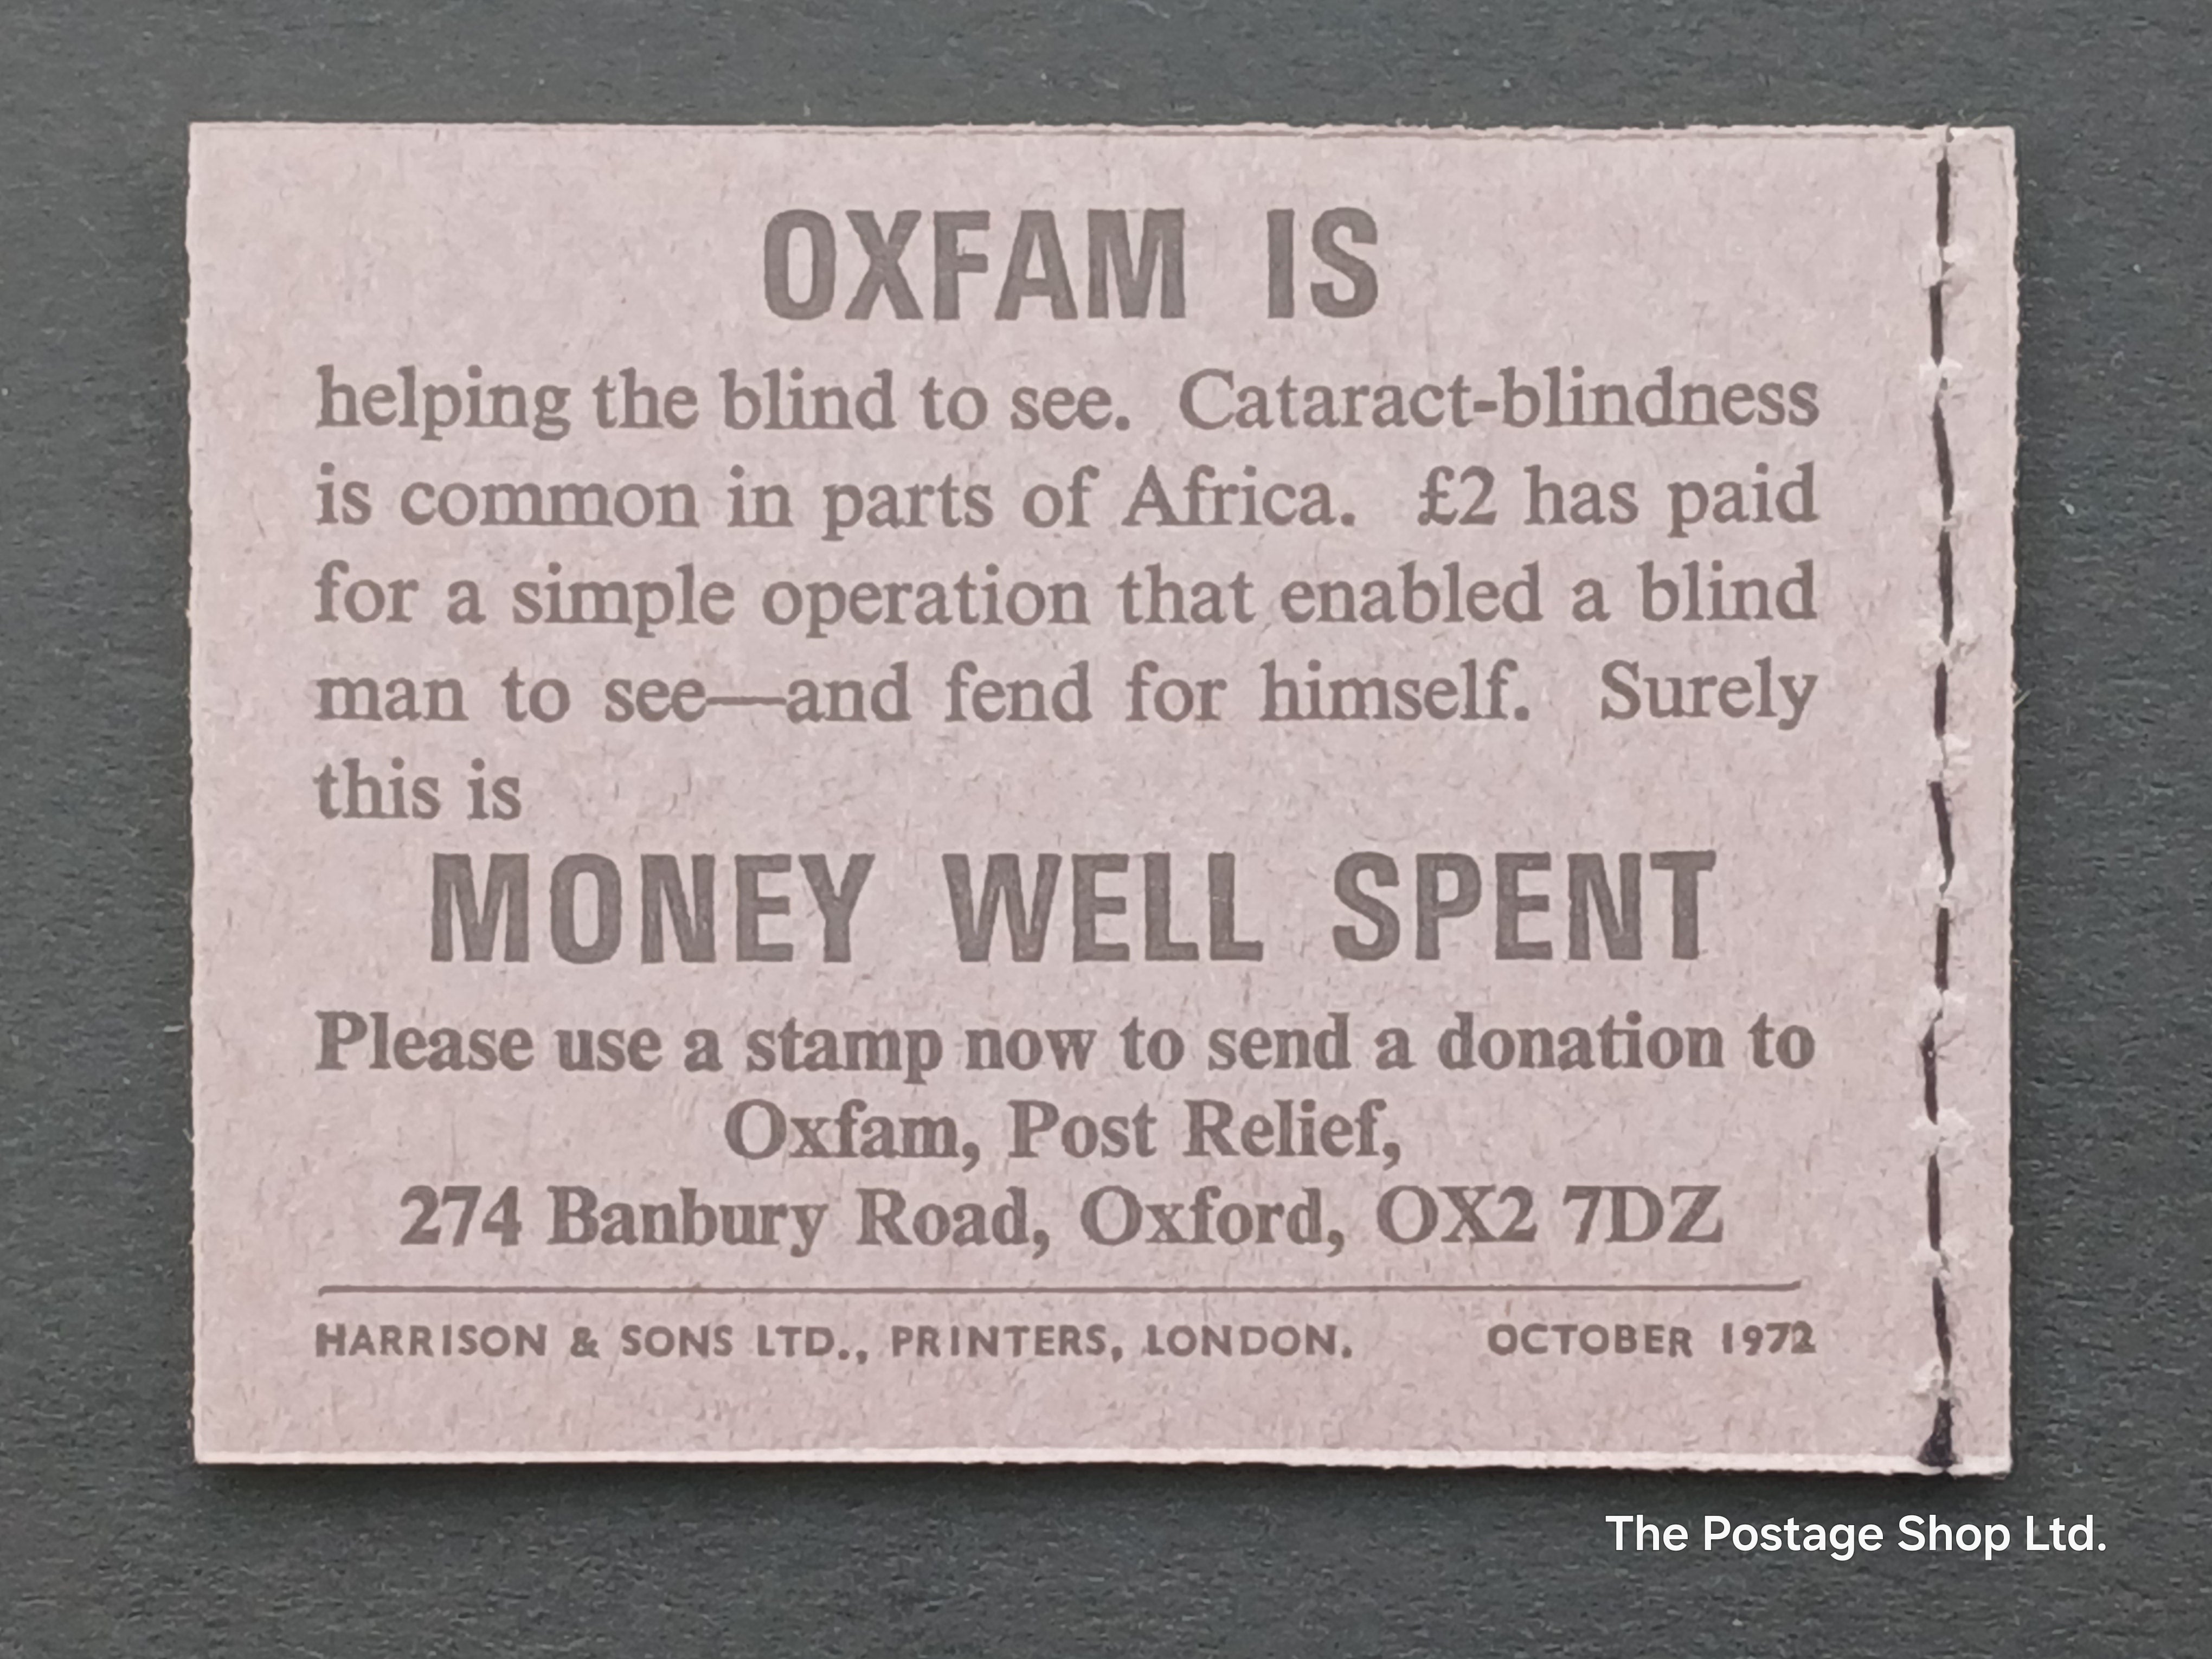 OXFAM IS
helping the blind to see. Cataract-blindness
is common in parts of Africa. £2 has paid
for a simple operation that enabled a blind
man to see—and fend for himself. Surely
this is
MONEY WELL SPENT
Please use a stamp now to send a donation to
Oxfam, Post Relief,
274 Banbury Road, Oxford, OX2 7DZ
HARRISON & SONS LTD., PRINTERS, LONDON. OCTOBER 1972
The Postage Shop Ltd.